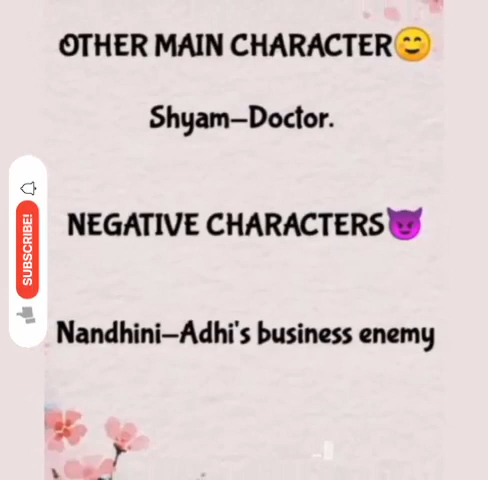 OTHER MAIN CHARACTER😊
Shyam–Doctor.
SUBSCRIBE!
NEGATIVE CHARACTERS😈
Nandhini–Adhi's business enemy